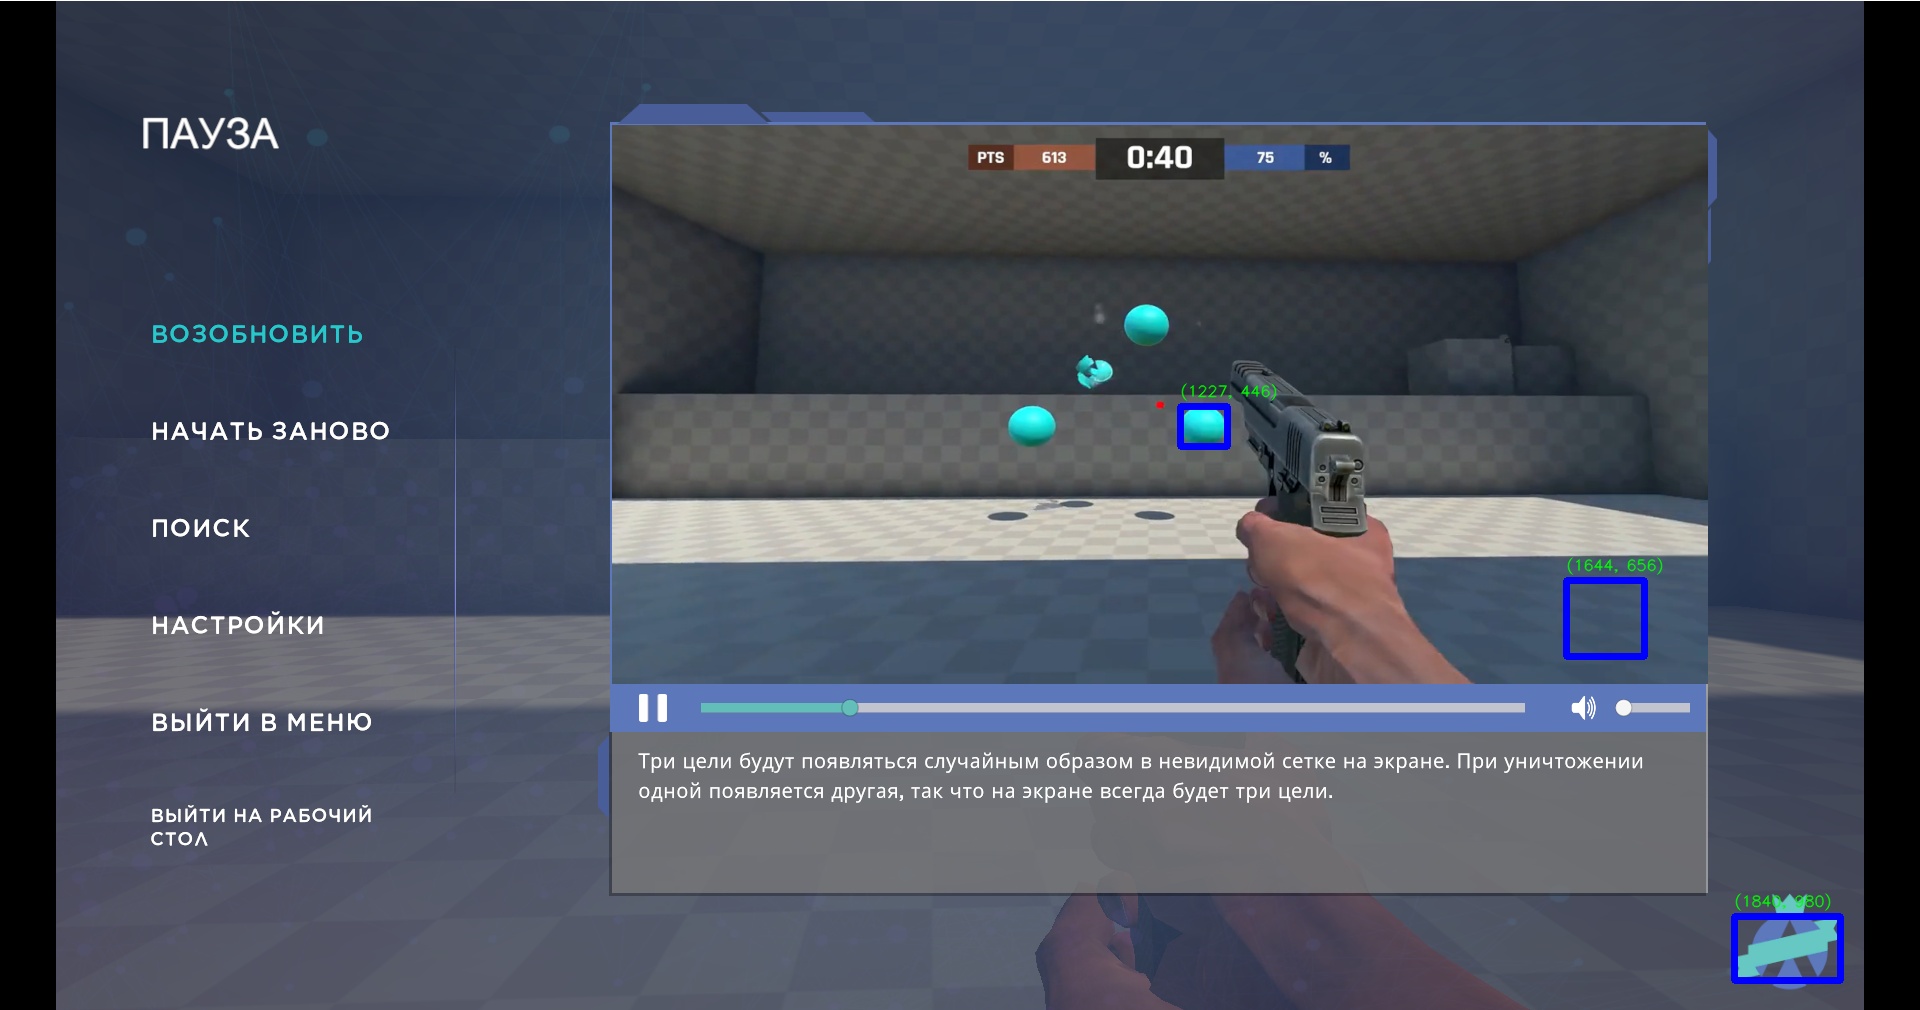 ПАУЗА
ВОЗОБНОВИТЬ
НАЧАТЬ ЗАНОВО
ПОИСК
НАСТРОЙКИ
ВЫЙТИ В МЕНЮ
ВЫЙТИ НА РАБОЧИЙ
СТОЛ
PTS 613 0:40 75 %
(1227, 446)
(1644, 656)
Три цели будут появляться случайным образом в невидимой сетке на экране. При уничтожении
одной появляется другая, так что на экране всегда будет три цели.
(1840, 980)